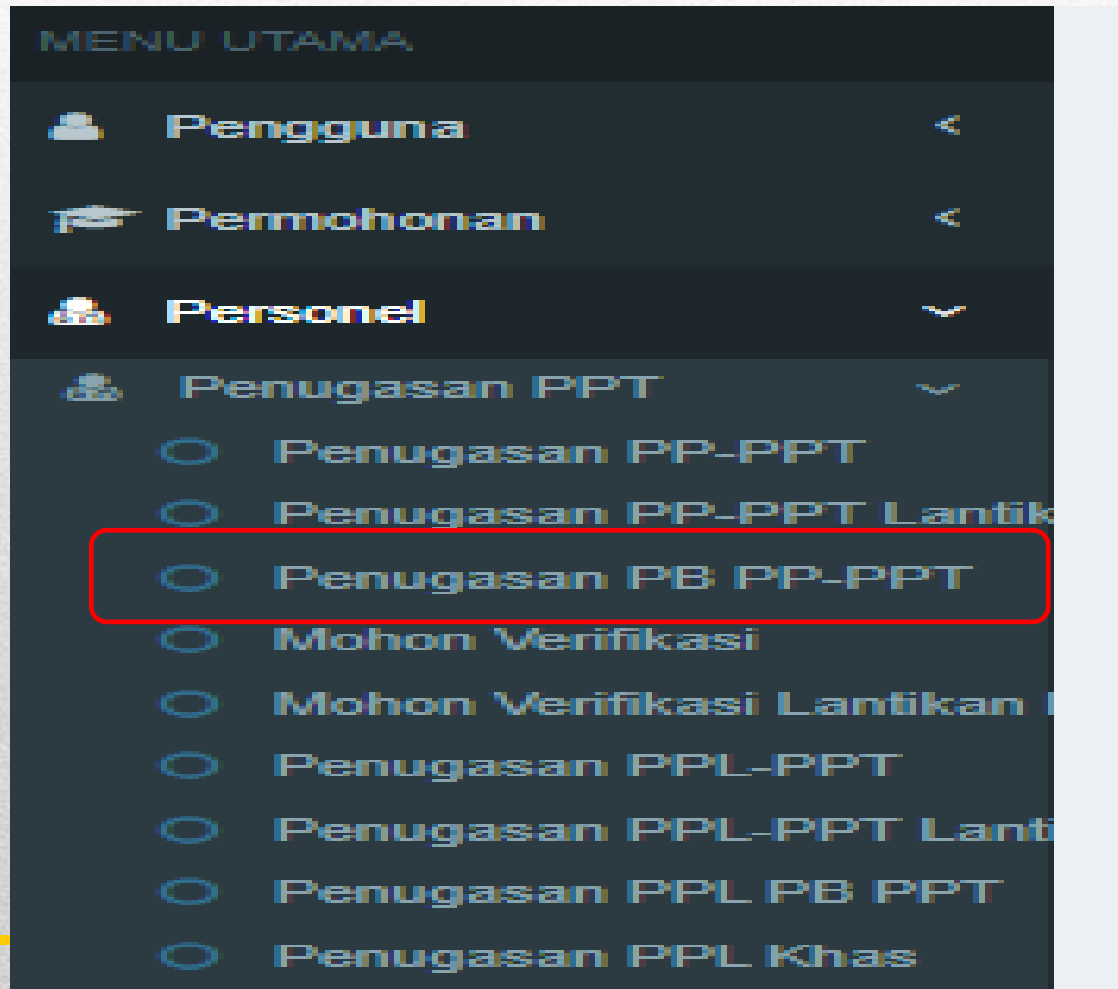 MENU UTAMA
Pengguna
Permohonan
Personel
Penugasan PPT
Penugasan PP-PPT
Penugasan PP-PPT Lantik
Penugasan PB PP-PPT
Mohon Verifikasi
Mohon Verifikasi Lantikan
Penugasan PPL-PPT
Penugasan PPL-PPT Lanti
Penugasan PPL PB PPT
Penugasan PPL Khas